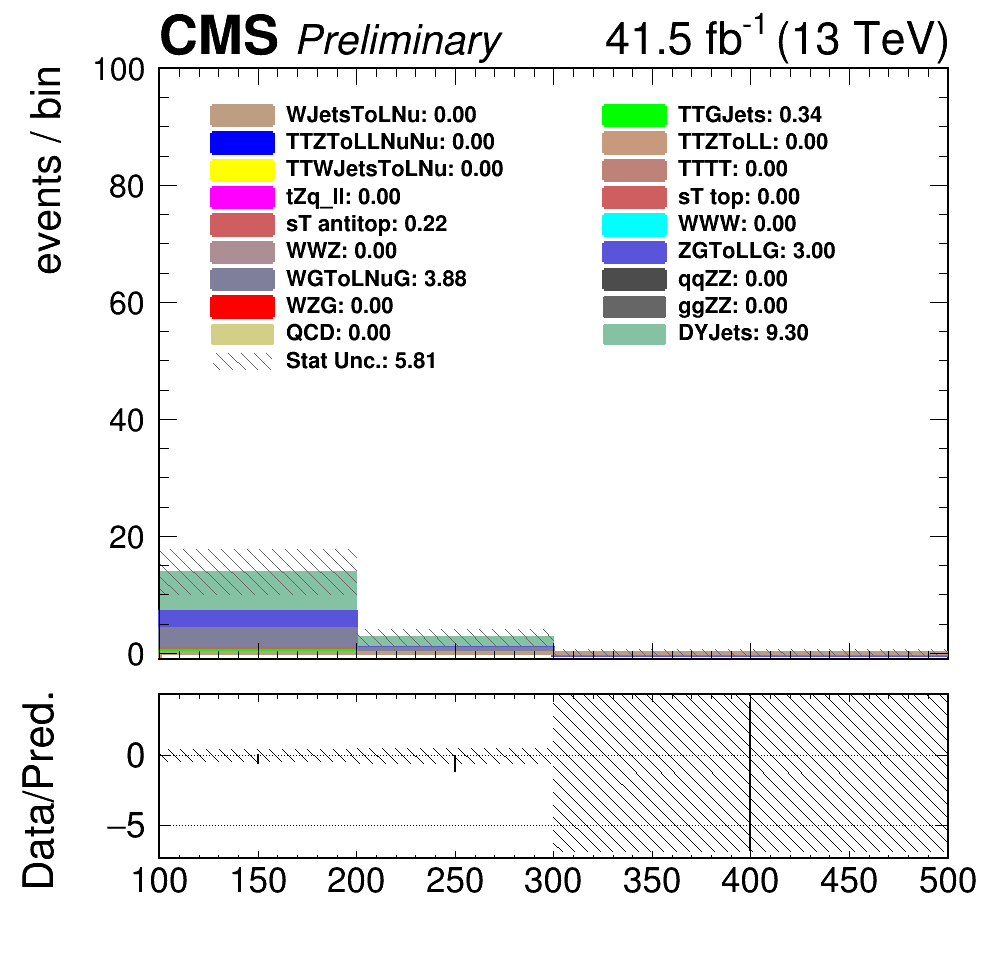 CMS Preliminary 41.5 fb-1 (13 TeV)
events / bin
100
80
60
40
20
0
WJetsToLNu: 0.00 TTGJets: 0.34
TTZToLLNuNu: 0.00 TTZToLL: 0.00
TTWJetsToLNu: 0.00 TTTT: 0.00
tZq_ll: 0.00 sT top: 0.00
sT antitop: 0.22 WWW: 0.00
WWZ: 0.00 ZGToLLG: 3.00
WGToLNuG: 3.88 qqZZ: 0.00
WZG: 0.00 ggZZ: 0.00
QCD: 0.00 DYJets: 9.30
Stat Unc.: 5.81
Data/Pred.
0
−5
100 150 200 250 300 350 400 450 500